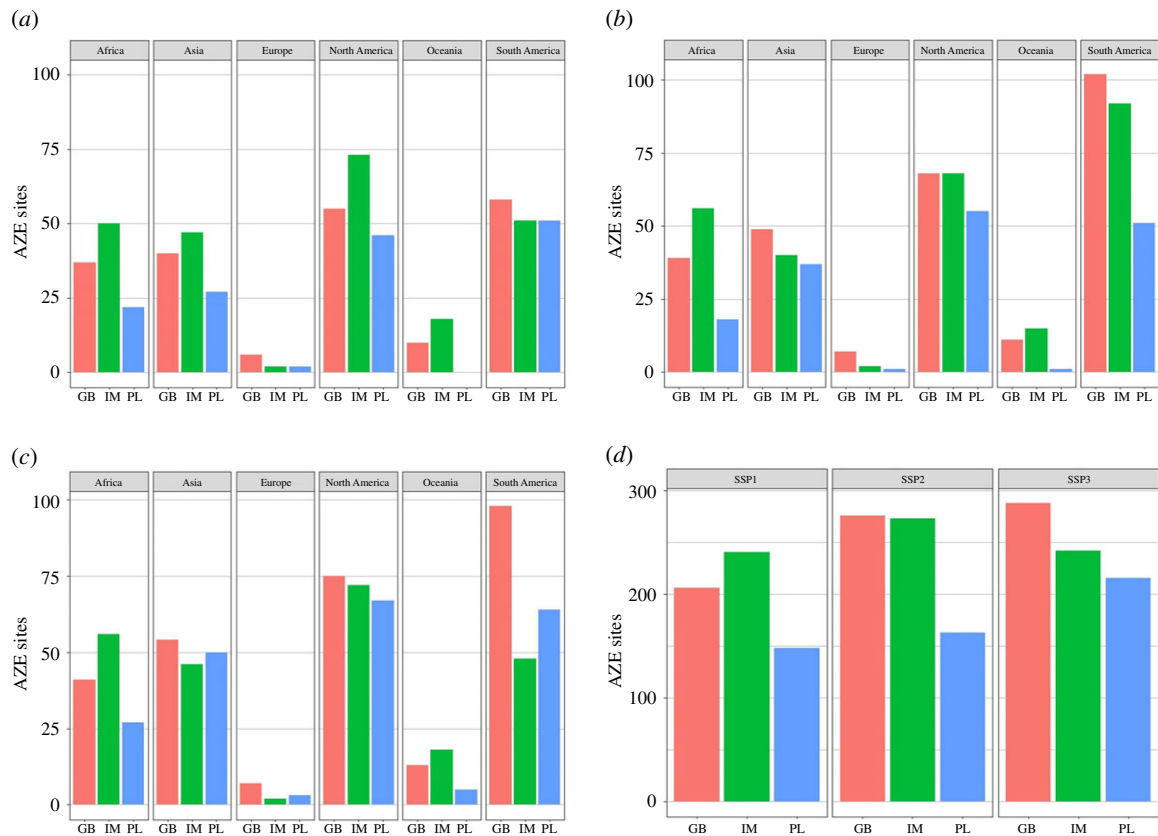 (a)
Africa Asia Europe North America Oceania South America
100
75
50
25
0
AZE sites
GB IM PL GB IM PL GB IM PL GB IM PL GB IM PL GB IM PL
(b)
Africa Asia Europe North America Oceania South America
100
75
50
25
0
AZE sites
GB IM PL GB IM PL GB IM PL GB IM PL GB IM PL GB IM PL
(c)
Africa Asia Europe North America Oceania South America
100
75
50
25
0
AZE sites
GB IM PL GB IM PL GB IM PL GB IM PL GB IM PL GB IM PL
(d)
SSP1 SSP2 SSP3
300
200
100
0
AZE sites
GB IM PL GB IM PL GB IM PL